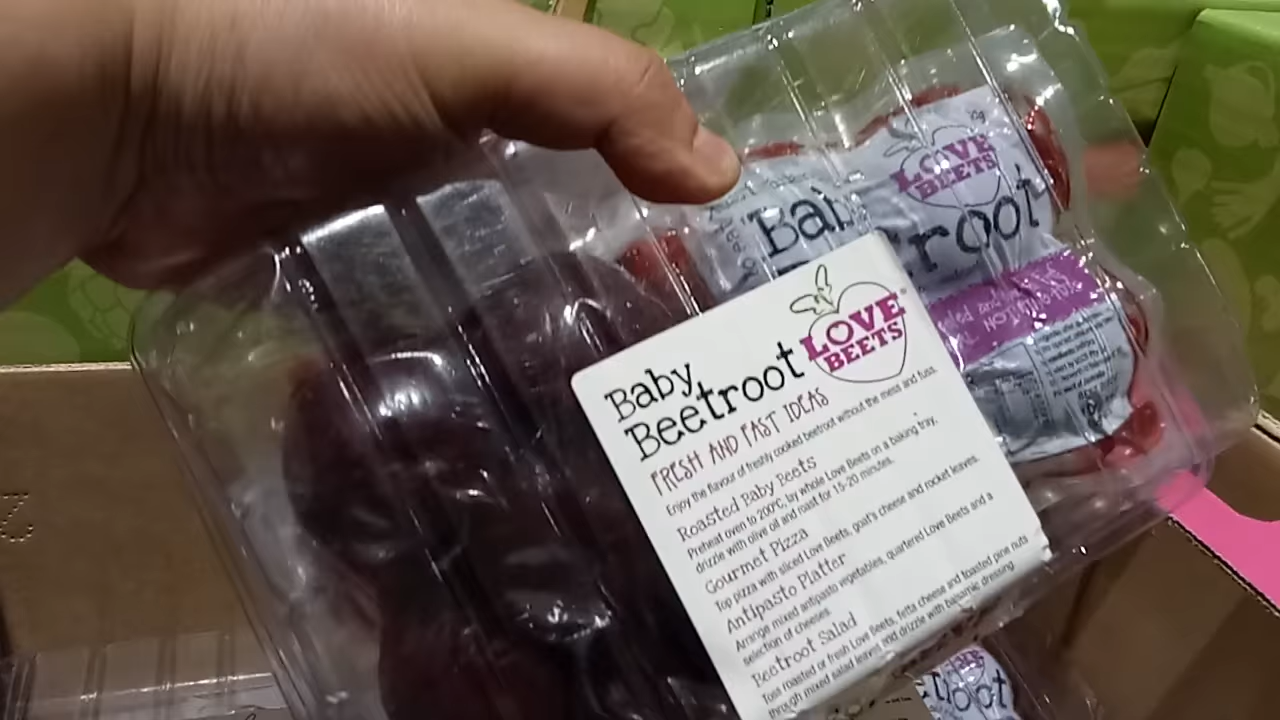 LOVE
BEETS
Baby
Beetroot
FRESH AND FAST IDEAS
Enjoy the flavour of freshly cooked beetroot without the mess and fuss.
Roasted Baby Beets
Preheat oven to 200°C, lay whole Love Beets on a baking tray,
drizzle with olive oil and roast for 15-20 minutes.
Gourmet Pizza
Top pizza with sliced Love Beets, goat's cheese and rocket leaves.
Antipasto Platter
Arrange mixed antipasto vegetables, quartered Love Beets and a
selection of cheeses.
Beetroot Salad
Toss roasted or fresh Love Beets, fetta cheese and toasted pine nuts
through mixed salad leaves and drizzle with balsamic dressing.
LOVE
BEETS
Bab
root